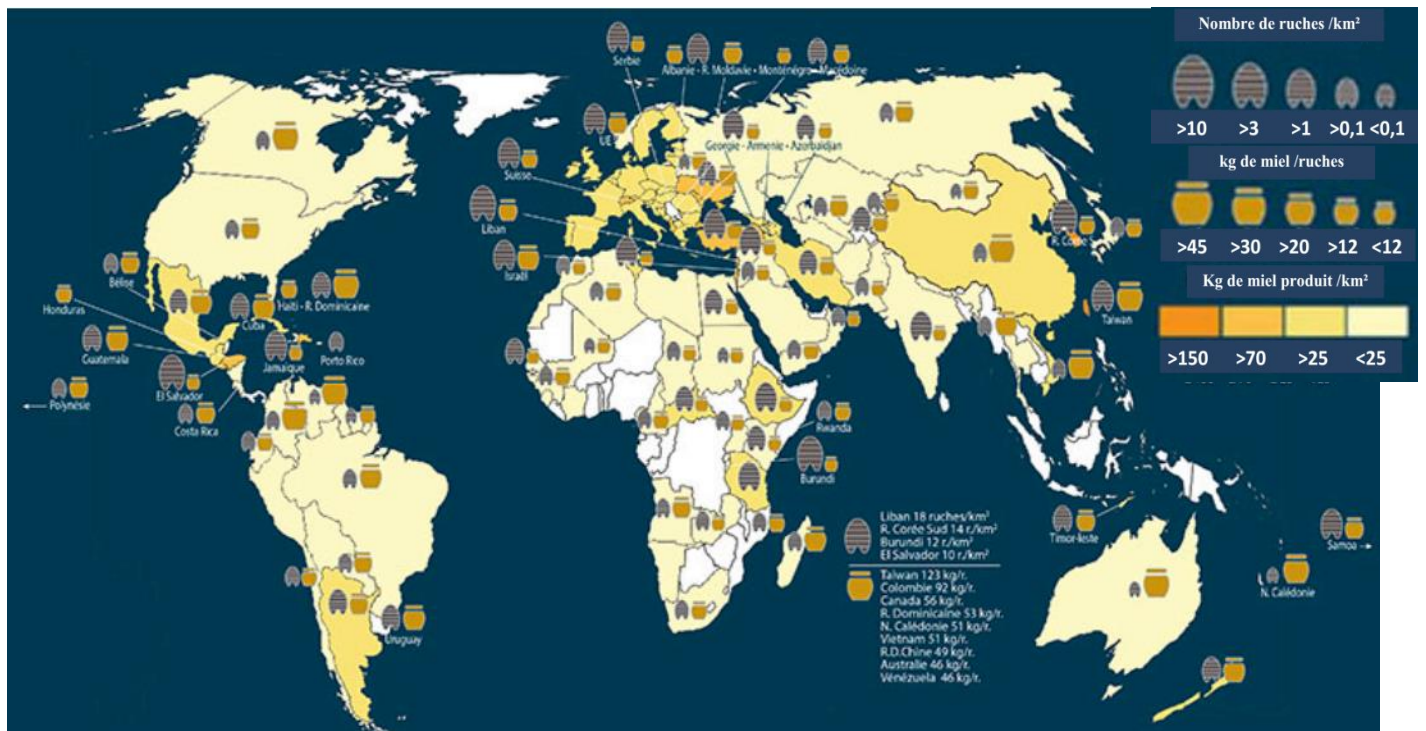 Nombre de ruches /km²
>10 >3 >1 >0,1 <0,1
kg de miel /ruches
>45 >30 >20 >12 <12
Kg de miel produit /km²
>150 >70 >25 <25
Serbie
Albanie - R. Moldavie - Monténégro - Macédoine
UE
Georgie - Armenie - Azerbaïdjan
Suisse
Liban
Israël
R. Corée S
Taïwan
Bélise
Honduras
Haïti - R. Dominicaine
Cuba
Guatemala
Jamaïque
Porto Rico
El Salvador
Polynésie
Costa Rica
Rwanda
Burundi
Timor-leste
Samoa
N. Calédonie
Uruguay
Liban 18 ruches/km²
R. Corée Sud 14 r./km²
Burundi 12 r./km²
El Salvador 10 r./km²
Taïwan 123 kg/r.
Colombie 92 kg/r.
Canada 56 kg/r.
R. Dominicaine 53 kg/r.
N. Calédonie 51 kg/r.
Vietnam 51 kg/r.
R.D.Chine 49 kg/r.
Australie 46 kg/r.
Vénézuela 46 kg/r.